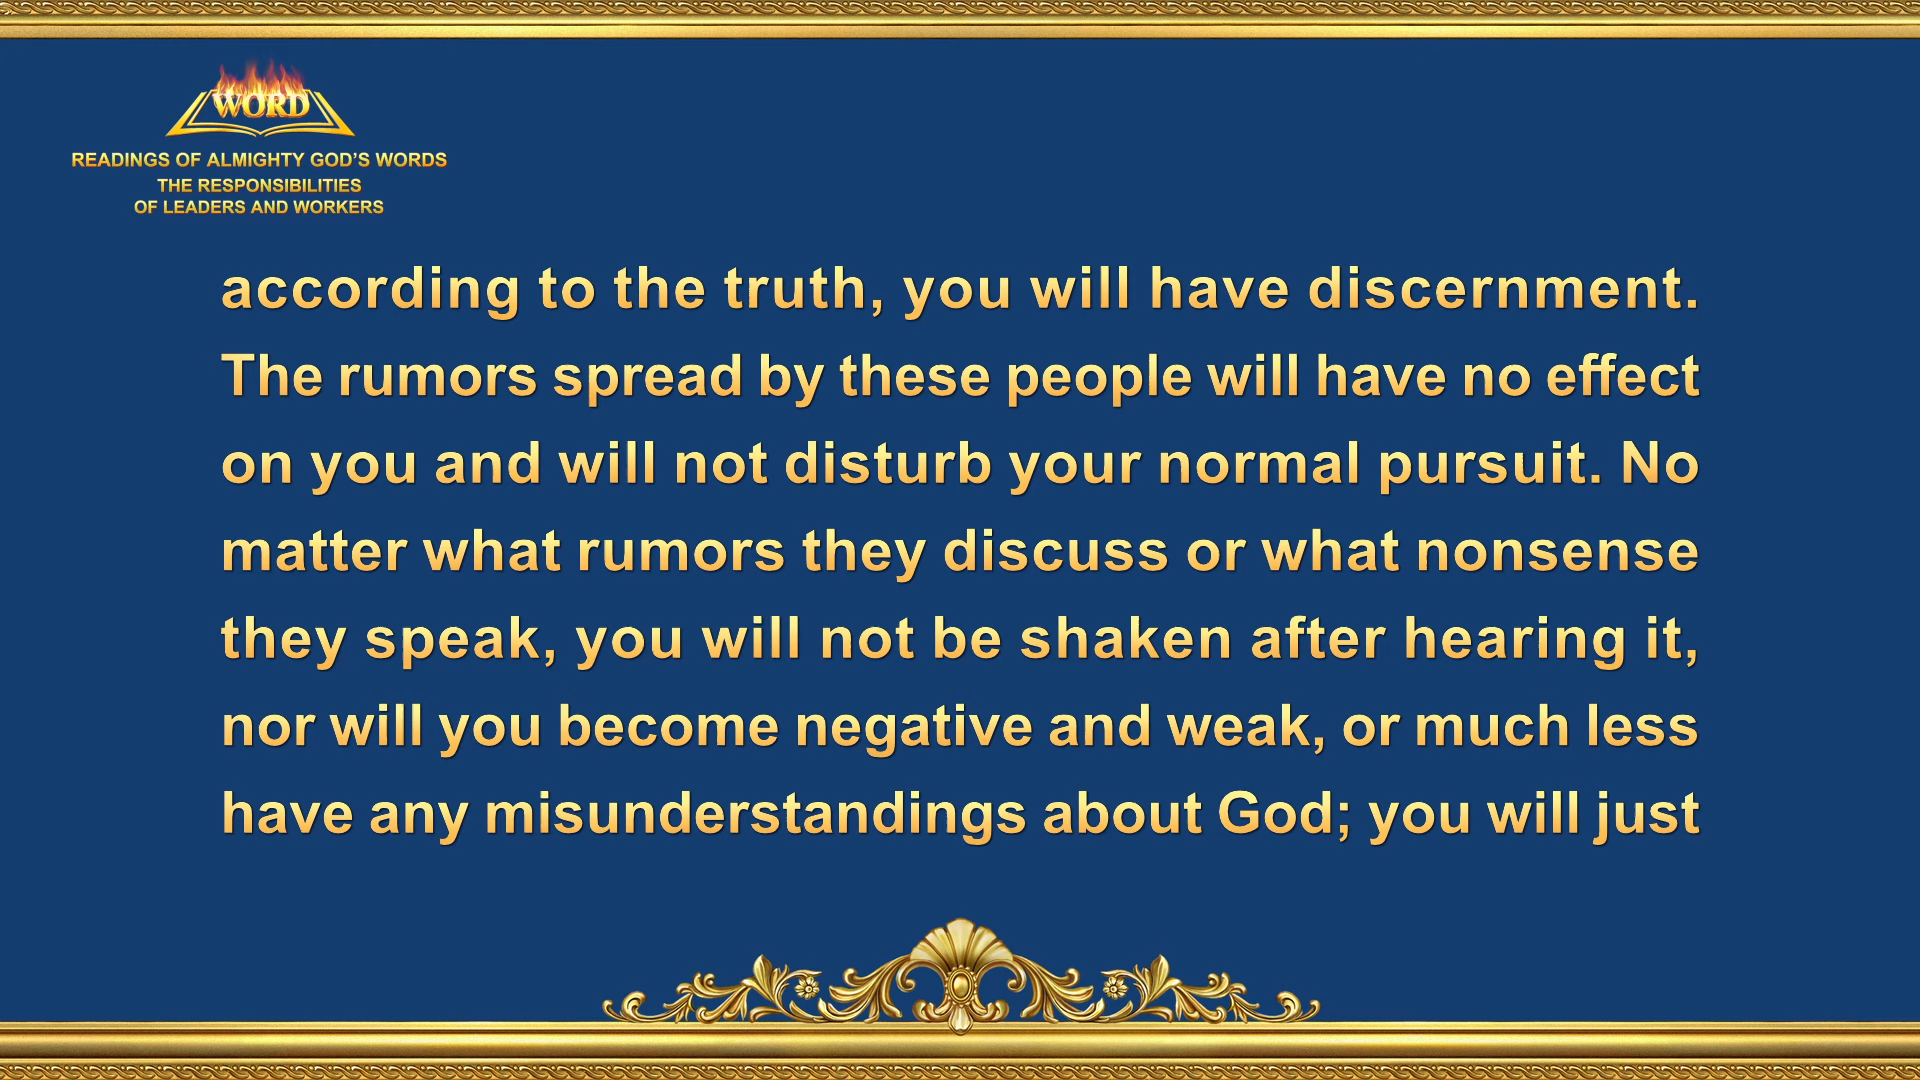 WORD
READINGS OF ALMIGHTY GOD’S WORDS
THE RESPONSIBILITIES
OF LEADERS AND WORKERS
according to the truth, you will have discernment.
The rumors spread by these people will have no effect
on you and will not disturb your normal pursuit. No
matter what rumors they discuss or what nonsense
they speak, you will not be shaken after hearing it,
nor will you become negative and weak, or much less
have any misunderstandings about God; you will just